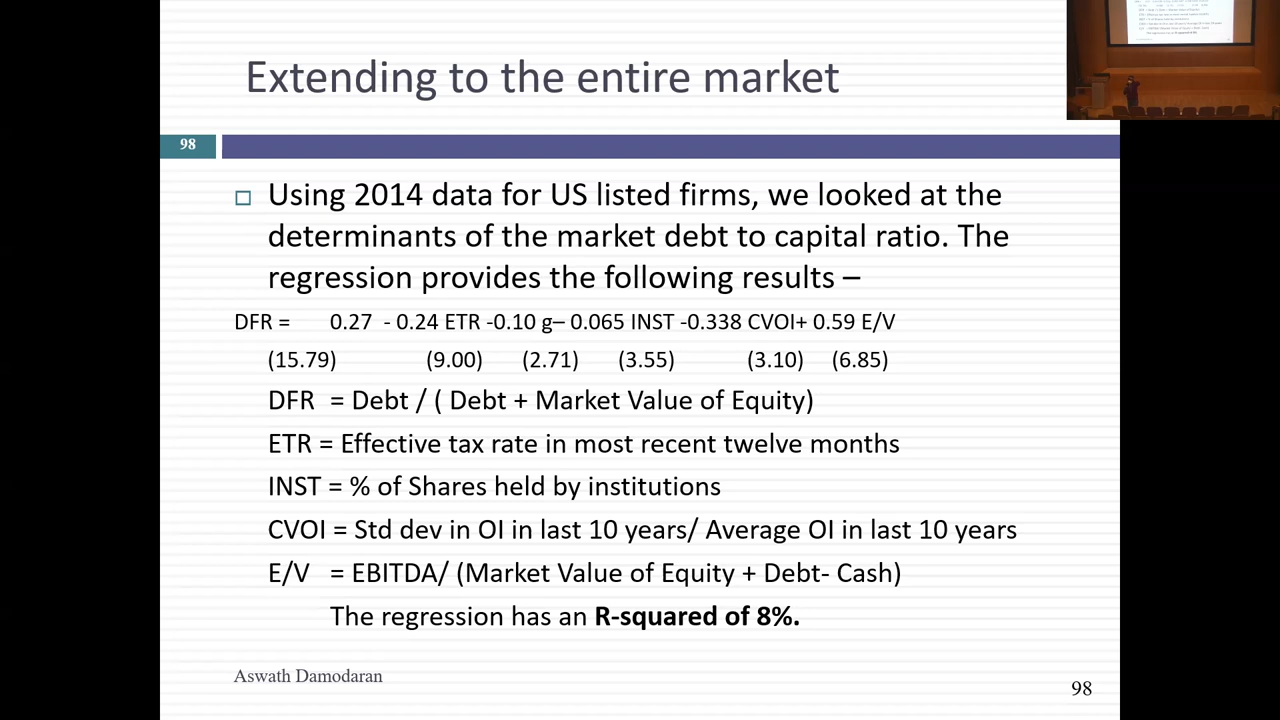 Extending to the entire market
98
□ Using 2014 data for US listed firms, we looked at the
determinants of the market debt to capital ratio. The
regression provides the following results –
DFR = 0.27 - 0.24 ETR -0.10 g– 0.065 INST -0.338 CVOI+ 0.59 E/V
(15.79) (9.00) (2.71) (3.55) (3.10) (6.85)
DFR = Debt / ( Debt + Market Value of Equity)
ETR = Effective tax rate in most recent twelve months
INST = % of Shares held by institutions
CVOI = Std dev in OI in last 10 years/ Average OI in last 10 years
E/V = EBITDA/ (Market Value of Equity + Debt- Cash)
The regression has an R-squared of 8%.
Aswath Damodaran
98